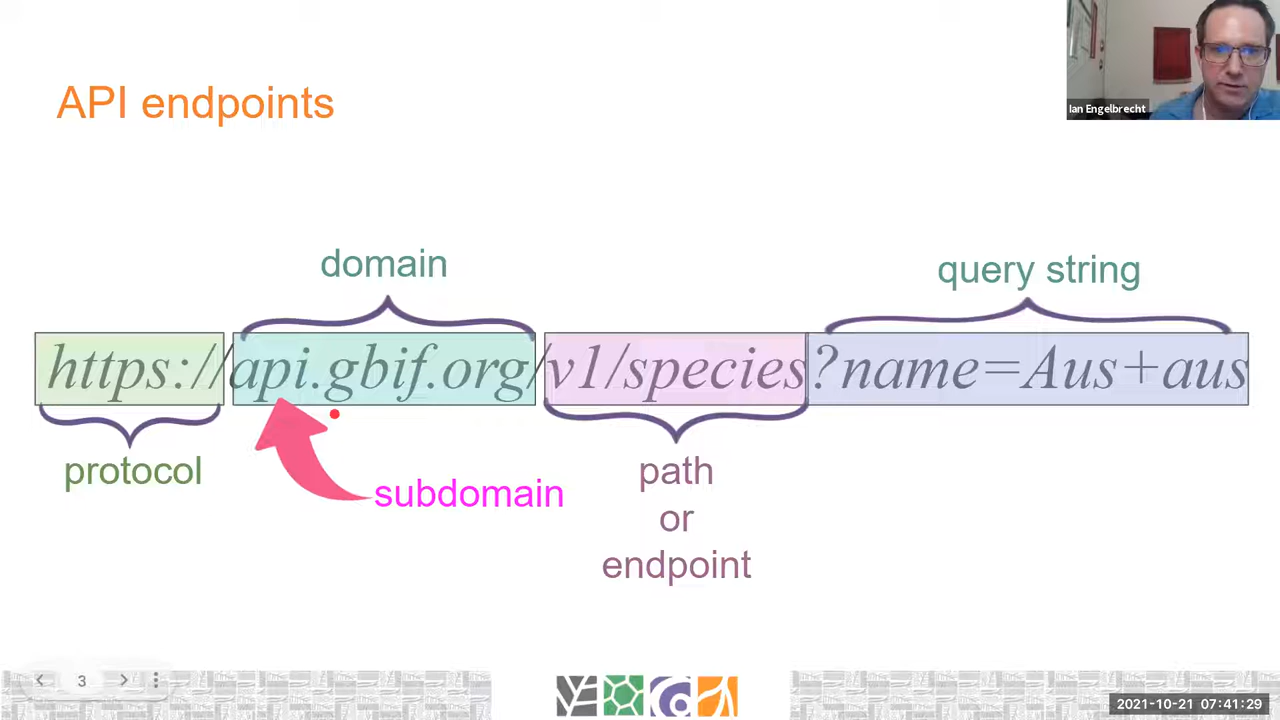 Ian Engelbrecht
API endpoints
domain
query string
https://api.gbif.org/v1/species?name=Aus+aus
protocol
subdomain
path
or
endpoint
3
2021-10-21 07:41:29